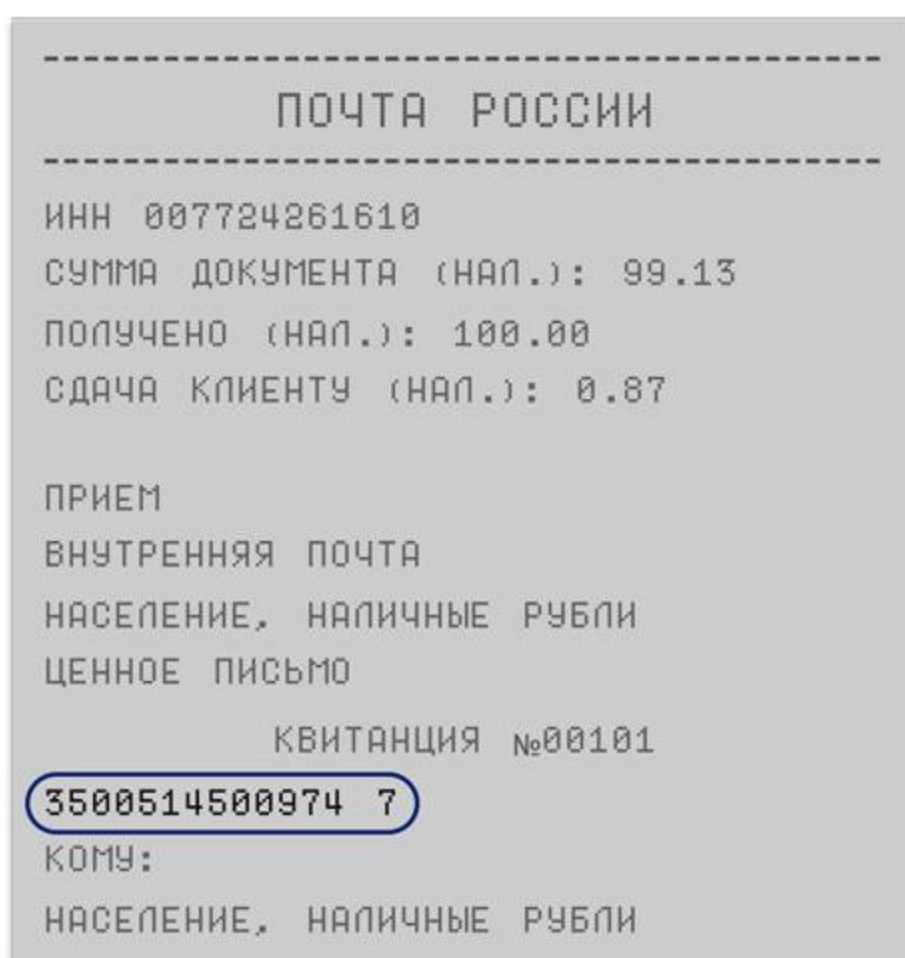 ПОЧТА РОССИИ
ИНН 007724261610
СУММА ДОКУМЕНТА (НАЛ.): 99.13
ПОЛУЧЕНО (НАЛ.): 100.00
СДАЧА КЛИЕНТУ (НАЛ.): 0.87
ПРИЕМ
ВНУТРЕННЯЯ ПОЧТА
НАСЕЛЕНИЕ, НАЛИЧНЫЕ РУБЛИ
ЦЕННОЕ ПИСЬМО
КВИТАНЦИЯ №00101
3500514500974 7
КОМУ:
НАСЕЛЕНИЕ, НАЛИЧНЫЕ РУБЛИ